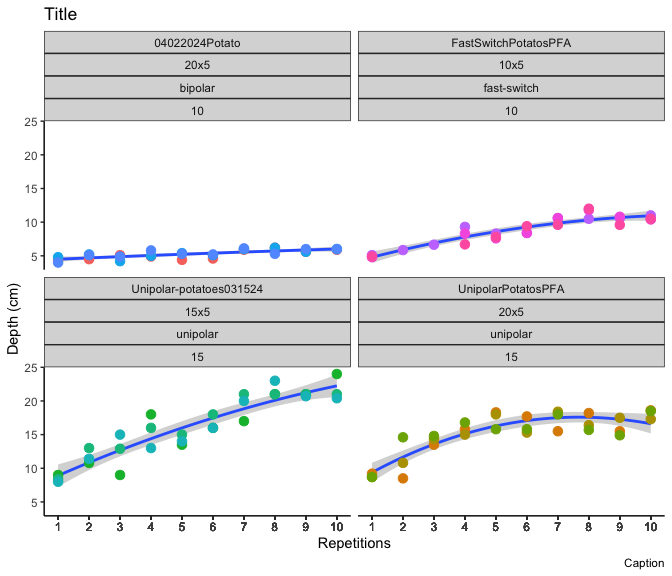 Title
04022024Potato
20x5
bipolar
10
FastSwitchPotatosPFA
10x5
fast-switch
10
25
20
15
10
5
Unipolar-potatoes031524
15x5
unipolar
15
UnipolarPotatosPFA
20x5
unipolar
15
25
20
15
10
5
Depth (cm)
1 2 3 4 5 6 7 8 9 10
1 2 3 4 5 6 7 8 9 10
Repetitions
Caption